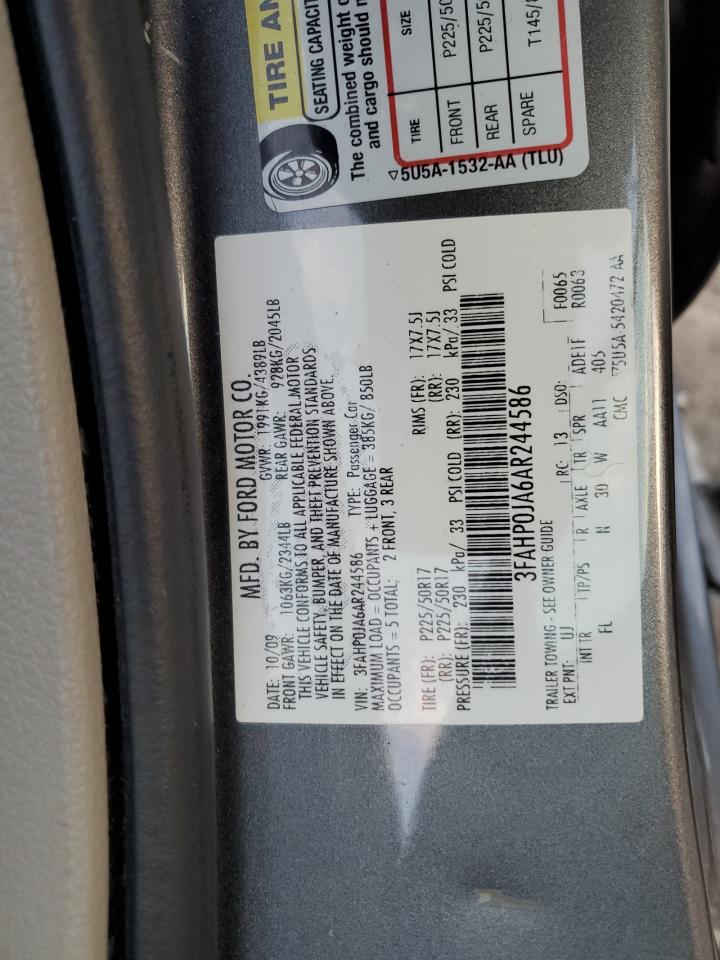 TIRE AN
SEATING CAPACIT
The combined weight o
and cargo should n
TIRE SIZE
FRONT P225/50
REAR P225/5
SPARE T145/8
5U5A-1532-AA (TLU)
MFD. BY FORD MOTOR CO.
DATE: 10/09 GVWR: 1991KG/4389LB
FRONT GAWR: 1063KG/2344LB REAR GAWR: 928KG/2045LB
THIS VEHICLE CONFORMS TO ALL APPLICABLE FEDERAL MOTOR
VEHICLE SAFETY, BUMPER, AND THEFT PREVENTION STANDARDS
IN EFFECT ON THE DATE OF MANUFACTURE SHOWN ABOVE.
VIN: 3FAHP0JA6AR244586 TYPE: Passenger Car
MAXIMUM LOAD = OCCUPANTS + LUGGAGE = 385KG/ 850LB
OCCUPANTS = 5 TOTAL; 2 FRONT, 3 REAR
TIRE (FR): P225/50R17 RIMS (FR): 17X7.5J
(RR): P225/50R17 (RR): 17X7.5J
PRESSURE (FR): 230 kPa/ 33 PSI COLD (RR): 230 kPa/ 33 PSI COLD
3FAHP0JA6AR244586
TRAILER TOWING - SEE OWNER GUIDE
EXT PNT: UJ RC: 13 DSO: F0065
INT TR TP/PS R AXLE TR SPR ADE1F R0063
FL N 30 W AA11 405
CMC 5U5A-5420472 AA